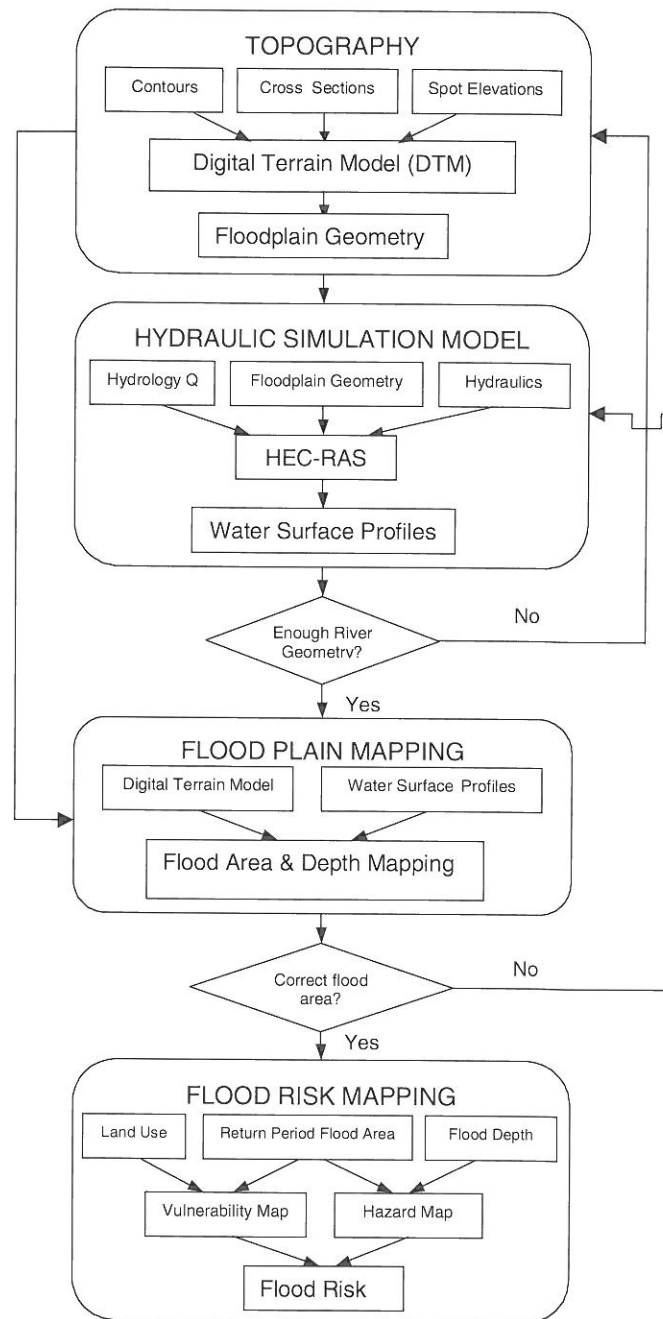 TOPOGRAPHY
Contours
Cross Sections
Spot Elevations
Digital Terrain Model (DTM)
Floodplain Geometry
HYDRAULIC SIMULATION MODEL
Hydrology Q
Floodplain Geometry
Hydraulics
HEC-RAS
Water Surface Profiles
No
Enough River
Geometry?
Yes
FLOOD PLAIN MAPPING
Digital Terrain Model
Water Surface Profiles
Flood Area & Depth Mapping
No
Correct flood
area?
Yes
FLOOD RISK MAPPING
Land Use
Return Period Flood Area
Flood Depth
Vulnerability Map
Hazard Map
Flood Risk